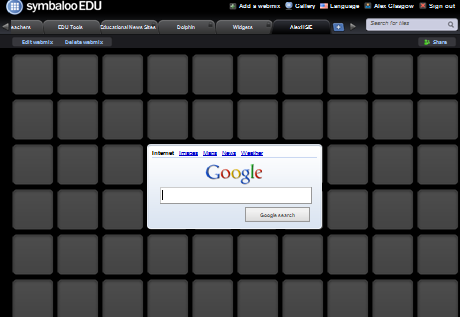 symbaloo EDU
Add a webmix Gallery Language Alex Glasgow Sign out
eachers EDU Tools Educational News Sites Dolphin Widgets AlexHSIE Search for tiles
Edit webmix Delete webmix Share
Internet Images Maps News Weather
Google
Google search